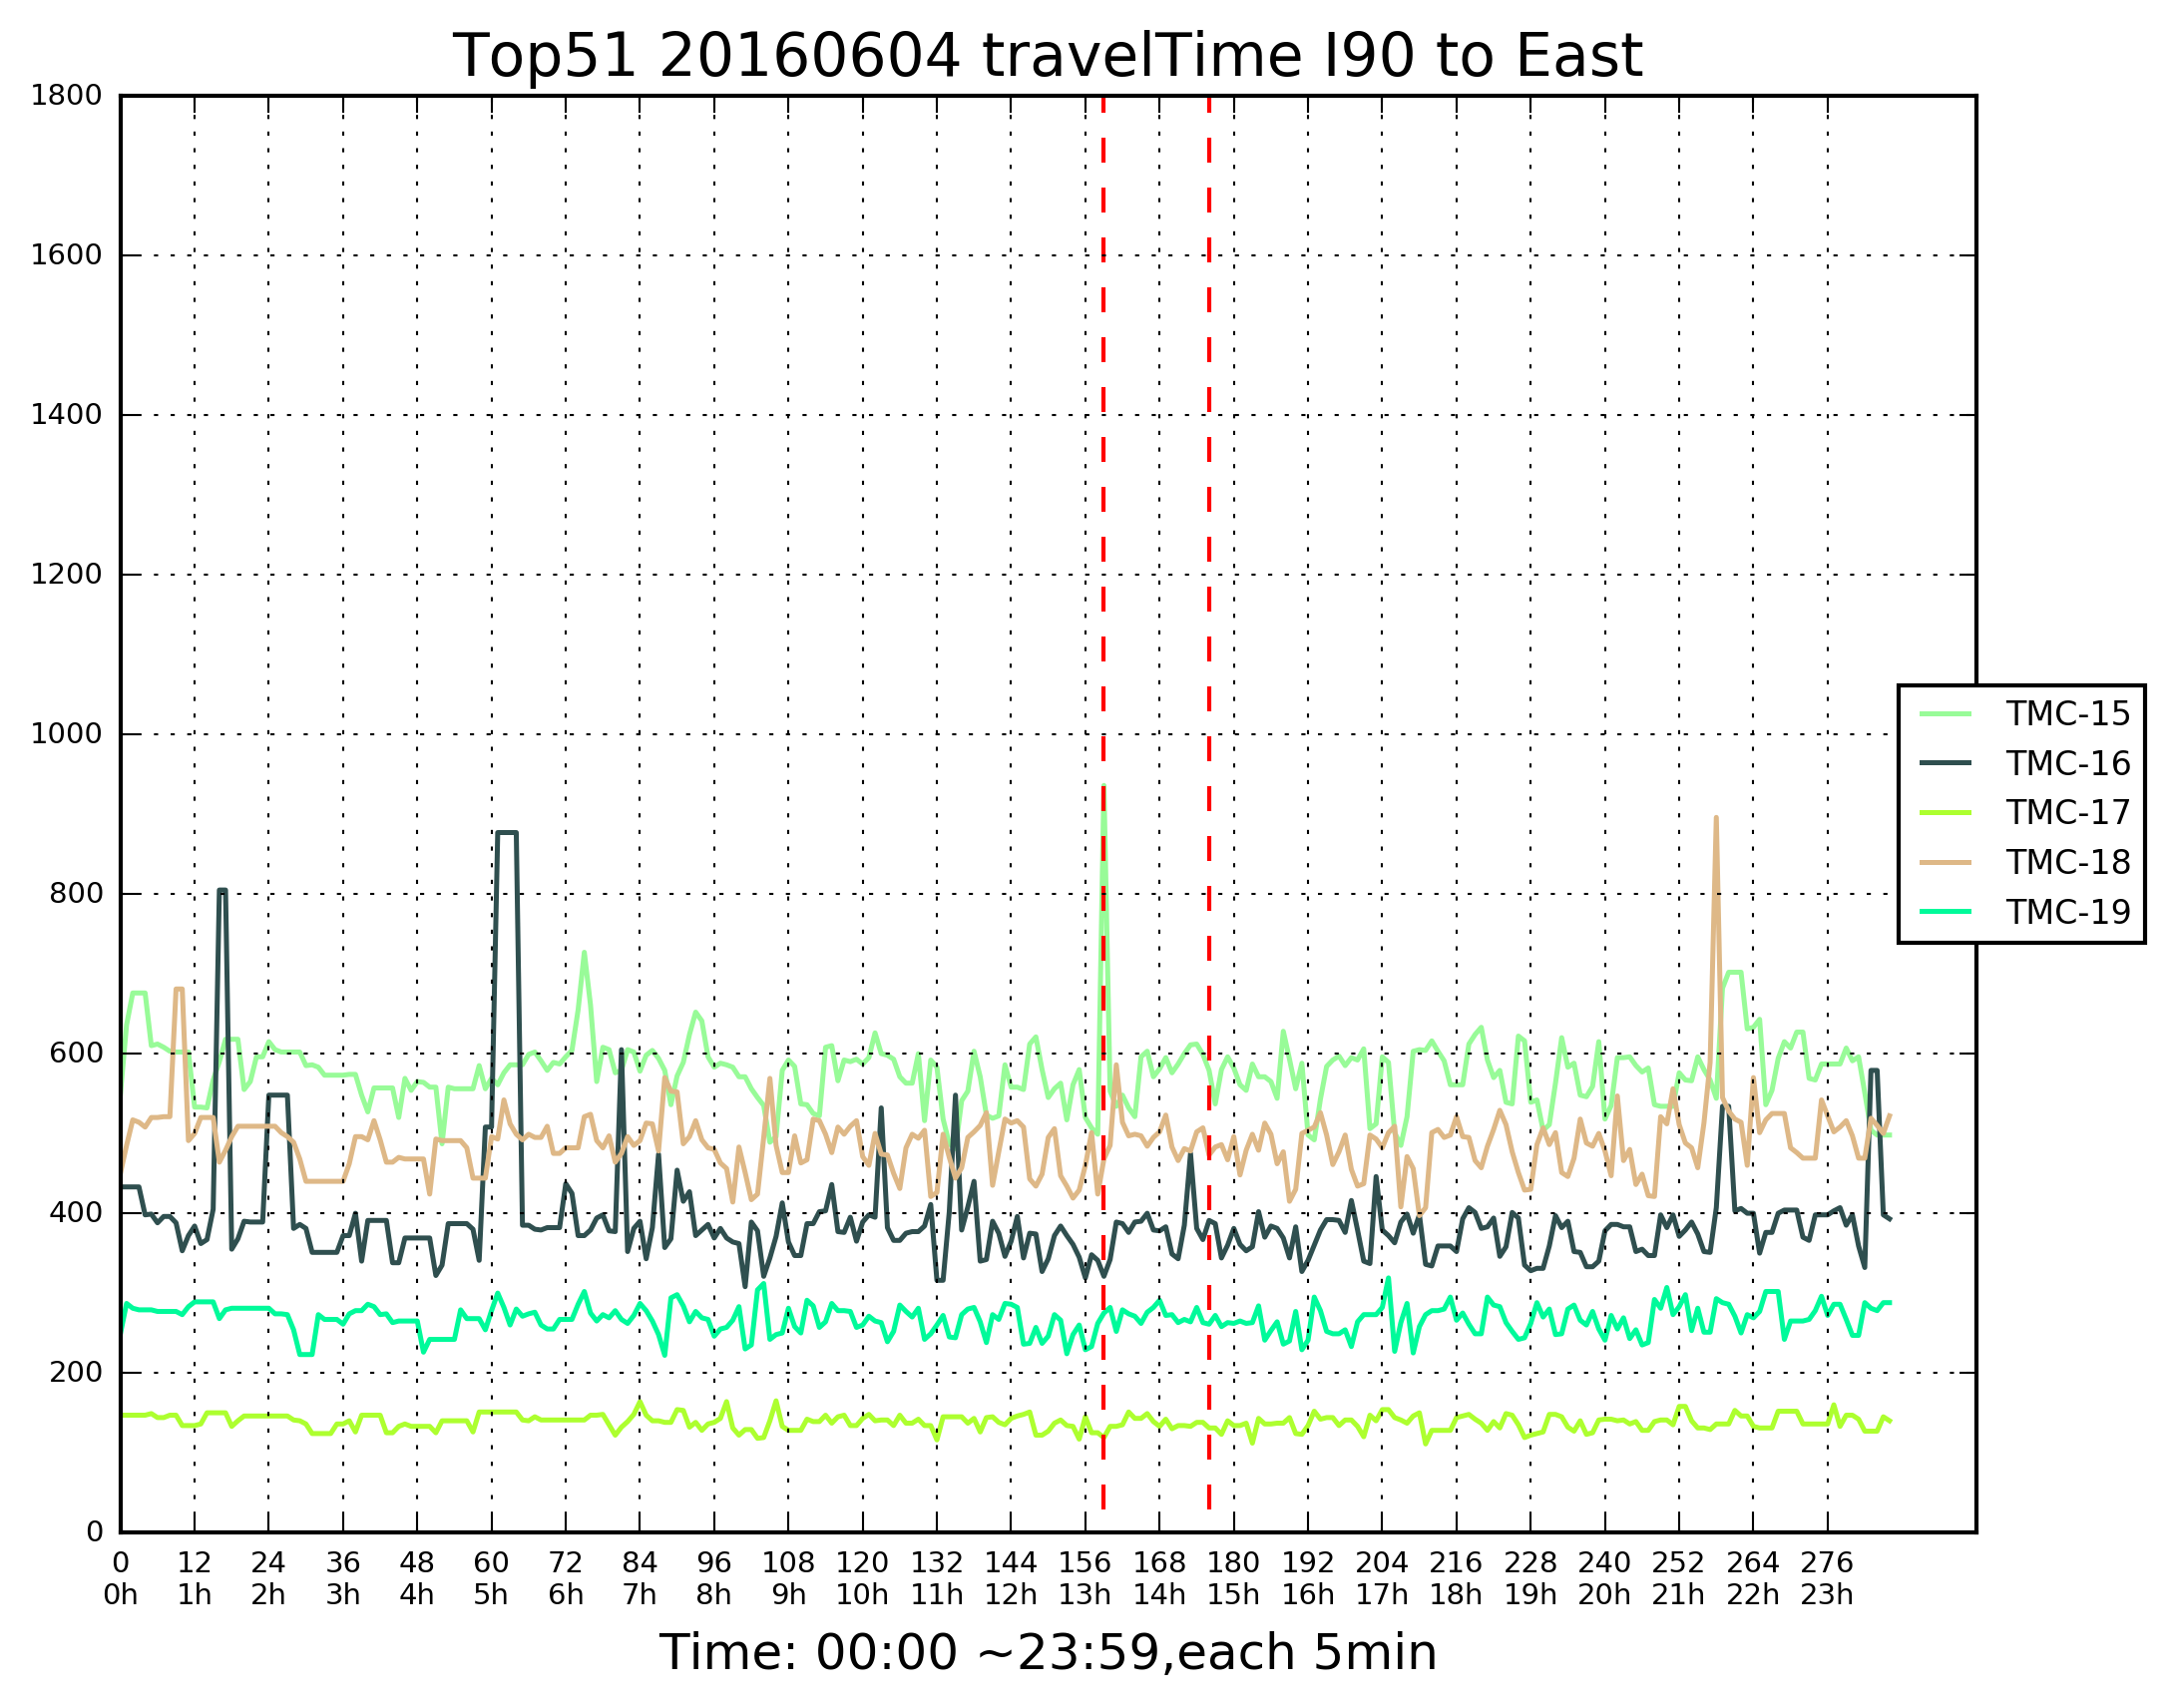 Top51 20160604 travelTime I90 to East
1800
1600
1400
1200
1000
800
600
400
200
0
TMC-15
TMC-16
TMC-17
TMC-18
TMC-19
0 12 24 36 48 60 72 84 96 108 120 132 144 156 168 180 192 204 216 228 240 252 264 276
0h 1h 2h 3h 4h 5h 6h 7h 8h 9h 10h 11h 12h 13h 14h 15h 16h 17h 18h 19h 20h 21h 22h 23h
Time: 00:00 ~23:59,each 5min